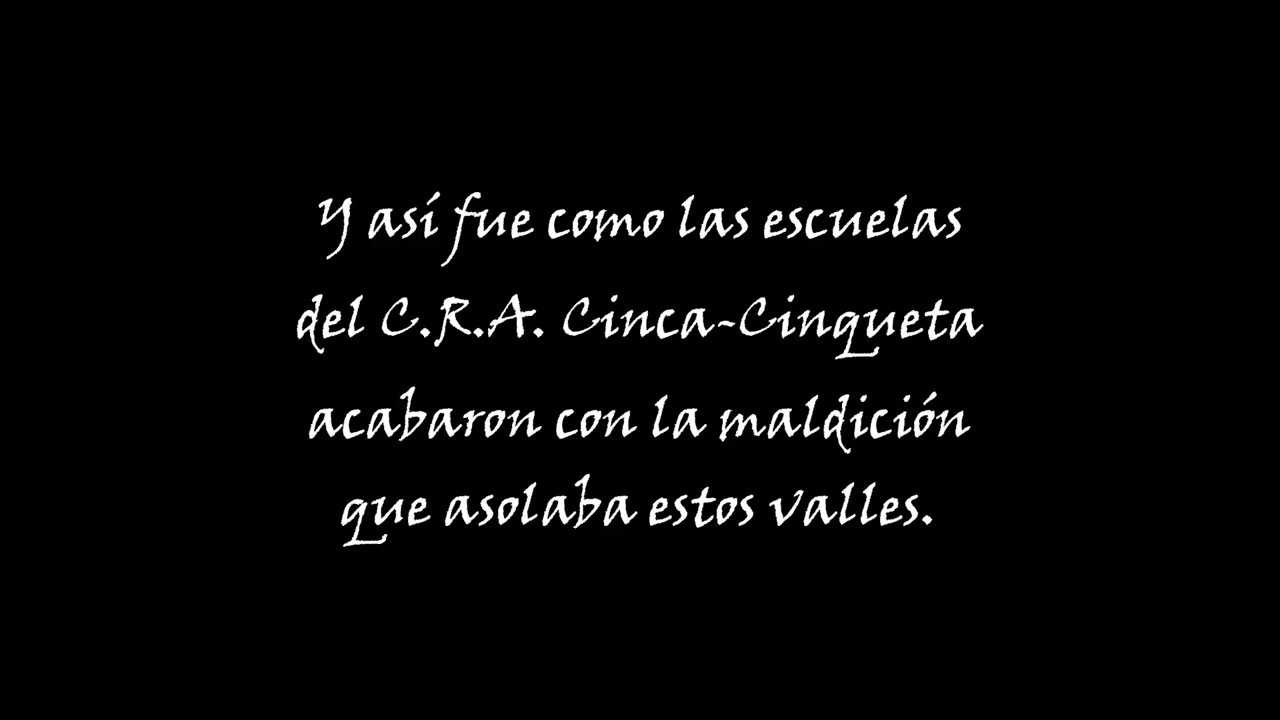 Y así fue como las escuelas
del C.R.A. Cinca-Cinqueta
acabaron con la maldición
que asolaba estos valles.